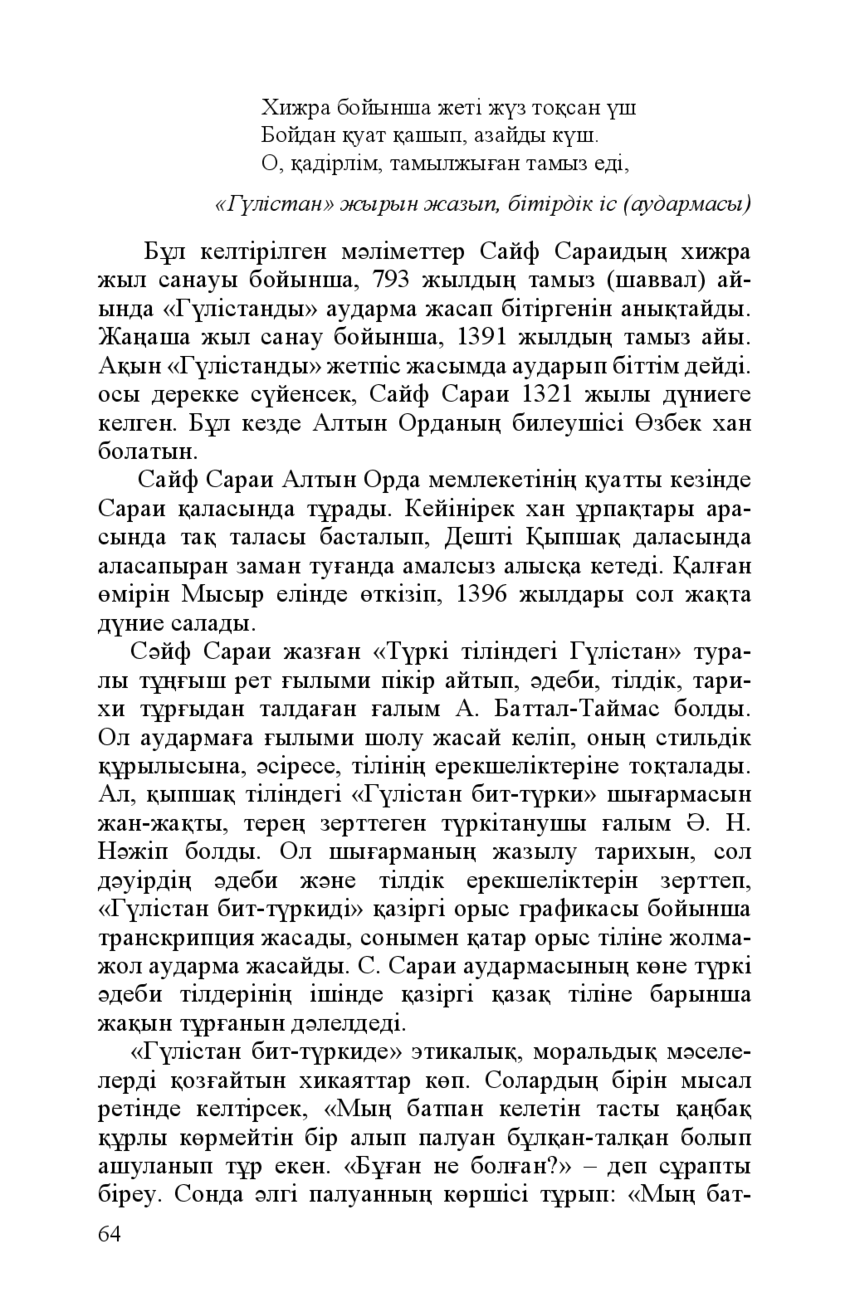 Хижра бойынша жеті жүз тоқсан үш
Бойдан қуат қашып, азайды күш.
О, қадірлім, тамылжыған тамыз еді,
«Гүлістан» жырын жазып, бітірдік іс (аудармасы)
Бұл келтірілген мәліметтер Сайф Сараидың хижра
жыл санауы бойынша, 793 жылдың тамыз (шаввал) ай-
ында «Гүлістанды» аударма жасап бітіргенін анықтайды.
Жаңаша жыл санау бойынша, 1391 жылдың тамыз айы.
Ақын «Гүлістанды» жетпіс жасымда аударып біттім дейді.
осы дерекке сүйенсек, Сайф Сараи 1321 жылы дүниеге
келген. Бұл кезде Алтын Орданың билеушісі Өзбек хан
болатын.
Сайф Сараи Алтын Орда мемлекетінің қуатты кезінде
Сараи қаласында тұрады. Кейінірек хан ұрпақтары ара-
сында тақ таласы басталып, Дешті Қыпшақ даласында
аласапыран заман туғанда амалсыз алысқа кетеді. Қалған
өмірін Мысыр елінде өткізіп, 1396 жылдары сол жақта
дүние салады.
Сәйф Сараи жазған «Түркі тіліндегі Гүлістан» тура-
лы тұңғыш рет ғылыми пікір айтып, әдеби, тілдік, тари-
хи тұрғыдан талдаған ғалым А. Баттал-Таймас болды.
Ол аудармаға ғылыми шолу жасай келіп, оның стильдік
құрылысына, әсіресе, тілінің ерекшеліктеріне тоқталады.
Ал, қыпшақ тіліндегі «Гүлістан бит-түрки» шығармасын
жан-жақты, терең зерттеген түркітанушы ғалым Ә. Н.
Нәжіп болды. Ол шығарманың жазылу тарихын, сол
дәуірдің әдеби және тілдік ерекшеліктерін зерттеп,
«Гүлістан бит-түркиді» қазіргі орыс графикасы бойынша
транскрипция жасады, сонымен қатар орыс тіліне жолма-
жол аударма жасайды. С. Сараи аудармасының көне түркі
әдеби тілдерінің ішінде қазіргі қазақ тіліне барынша
жақын тұрғанын дәлелдеді.
«Гүлістан бит-түркиде» этикалық, моральдық мәселе-
лерді қозғайтын хикаяттар көп. Солардың бірін мысал
ретінде келтірсек, «Мың батпан келетін тасты қаңбақ
құрлы көрмейтін бір алып палуан бұлқан-талқан болып
ашуланып тұр екен. «Бұған не болған?» – деп сұрапты
біреу. Сонда әлгі палуанның көршісі тұрып: «Мың бат-
64